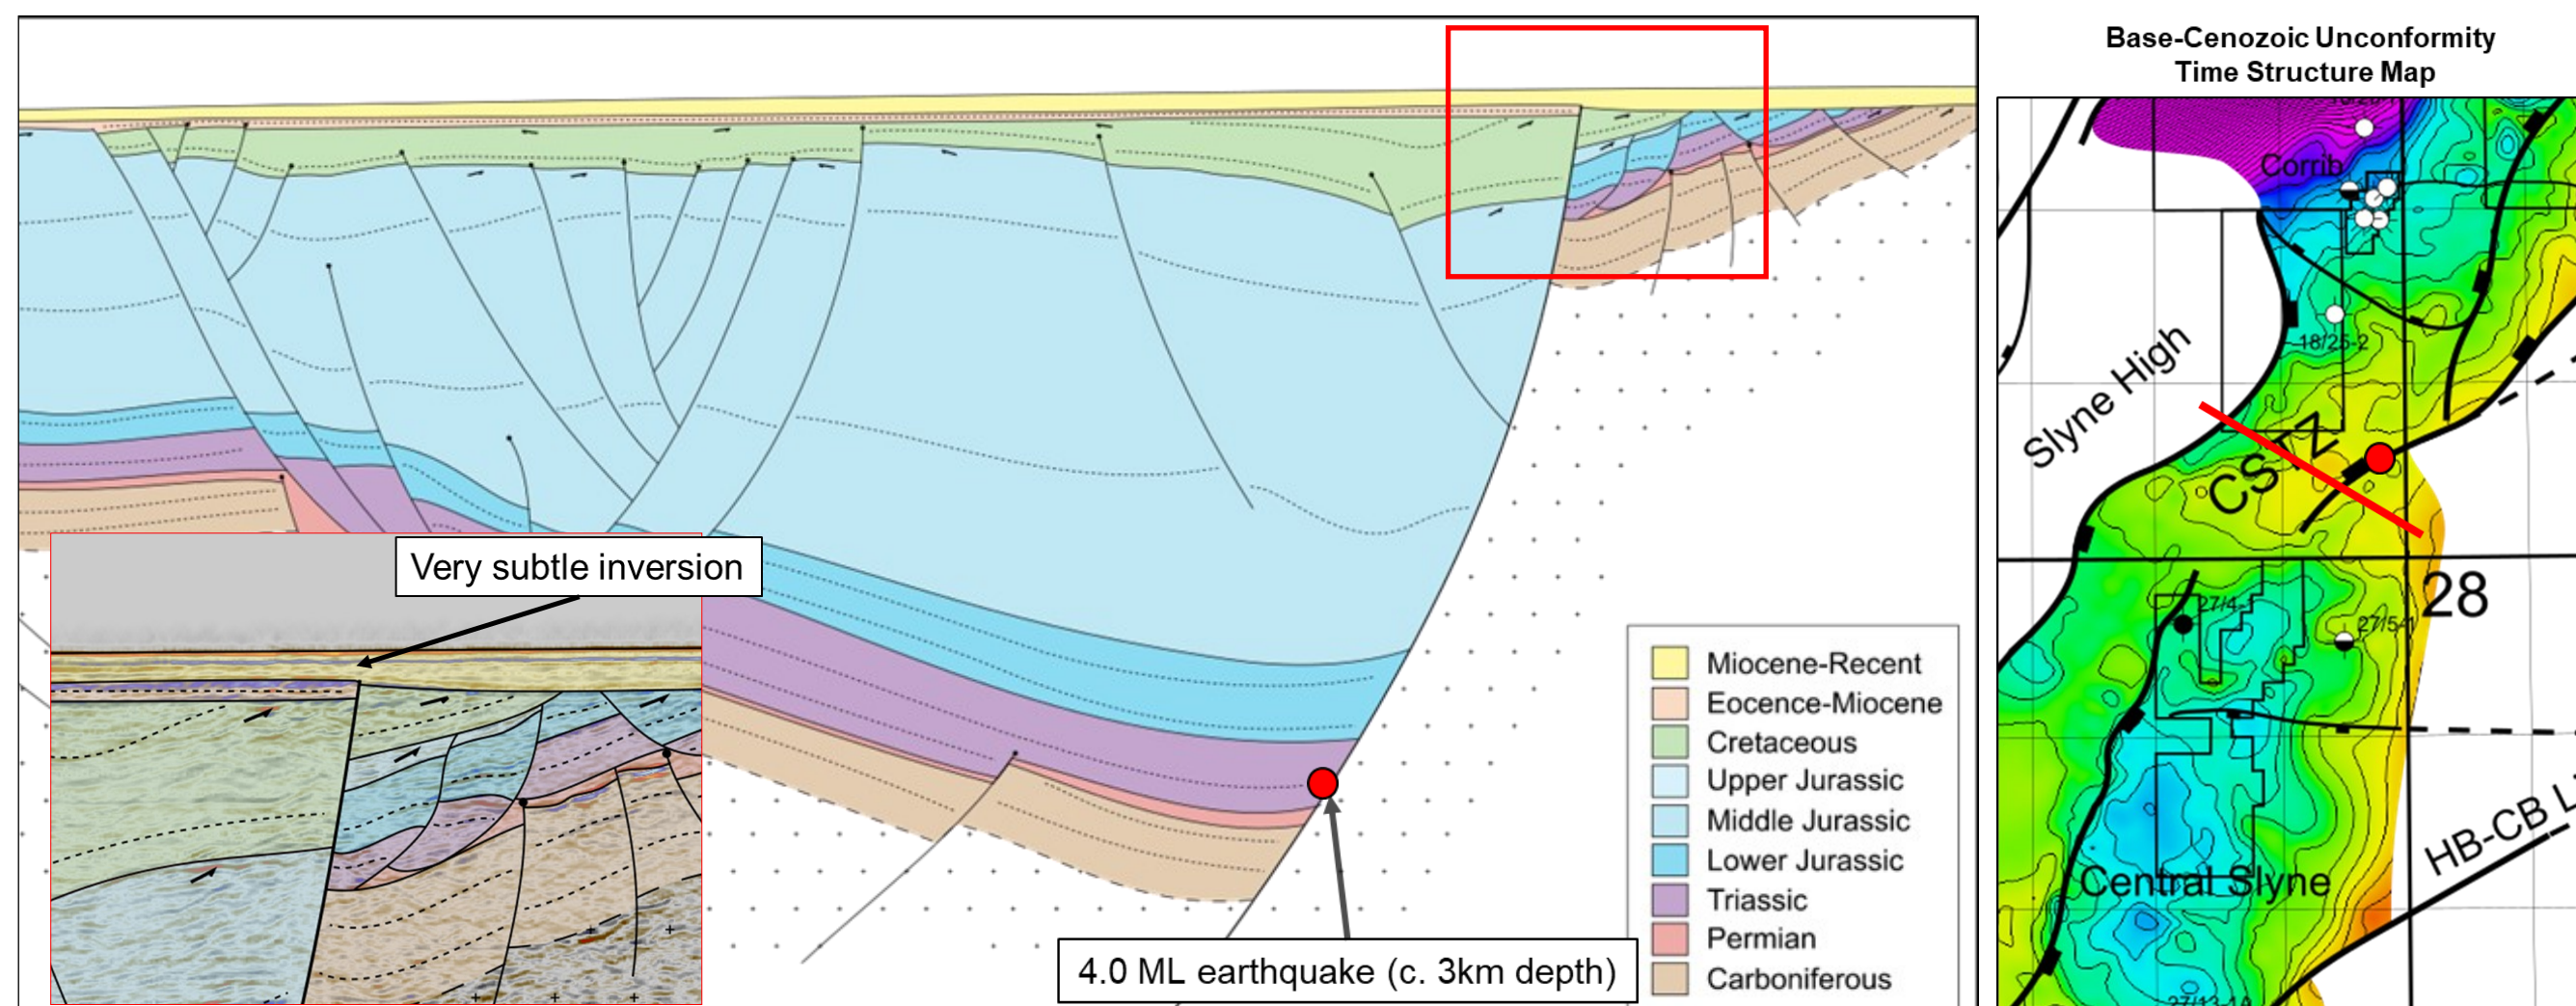 Very subtle inversion
4.0 ML earthquake (c. 3km depth)
Miocene-Recent
Eocence-Miocene
Cretaceous
Upper Jurassic
Middle Jurassic
Lower Jurassic
Triassic
Permian
Carboniferous
Base-Cenozoic Unconformity
Time Structure Map
Corrib
18/25-2
Slyne High
CSTZ
28
27/4-
27/5-1
HB-CB L
Central Slyne